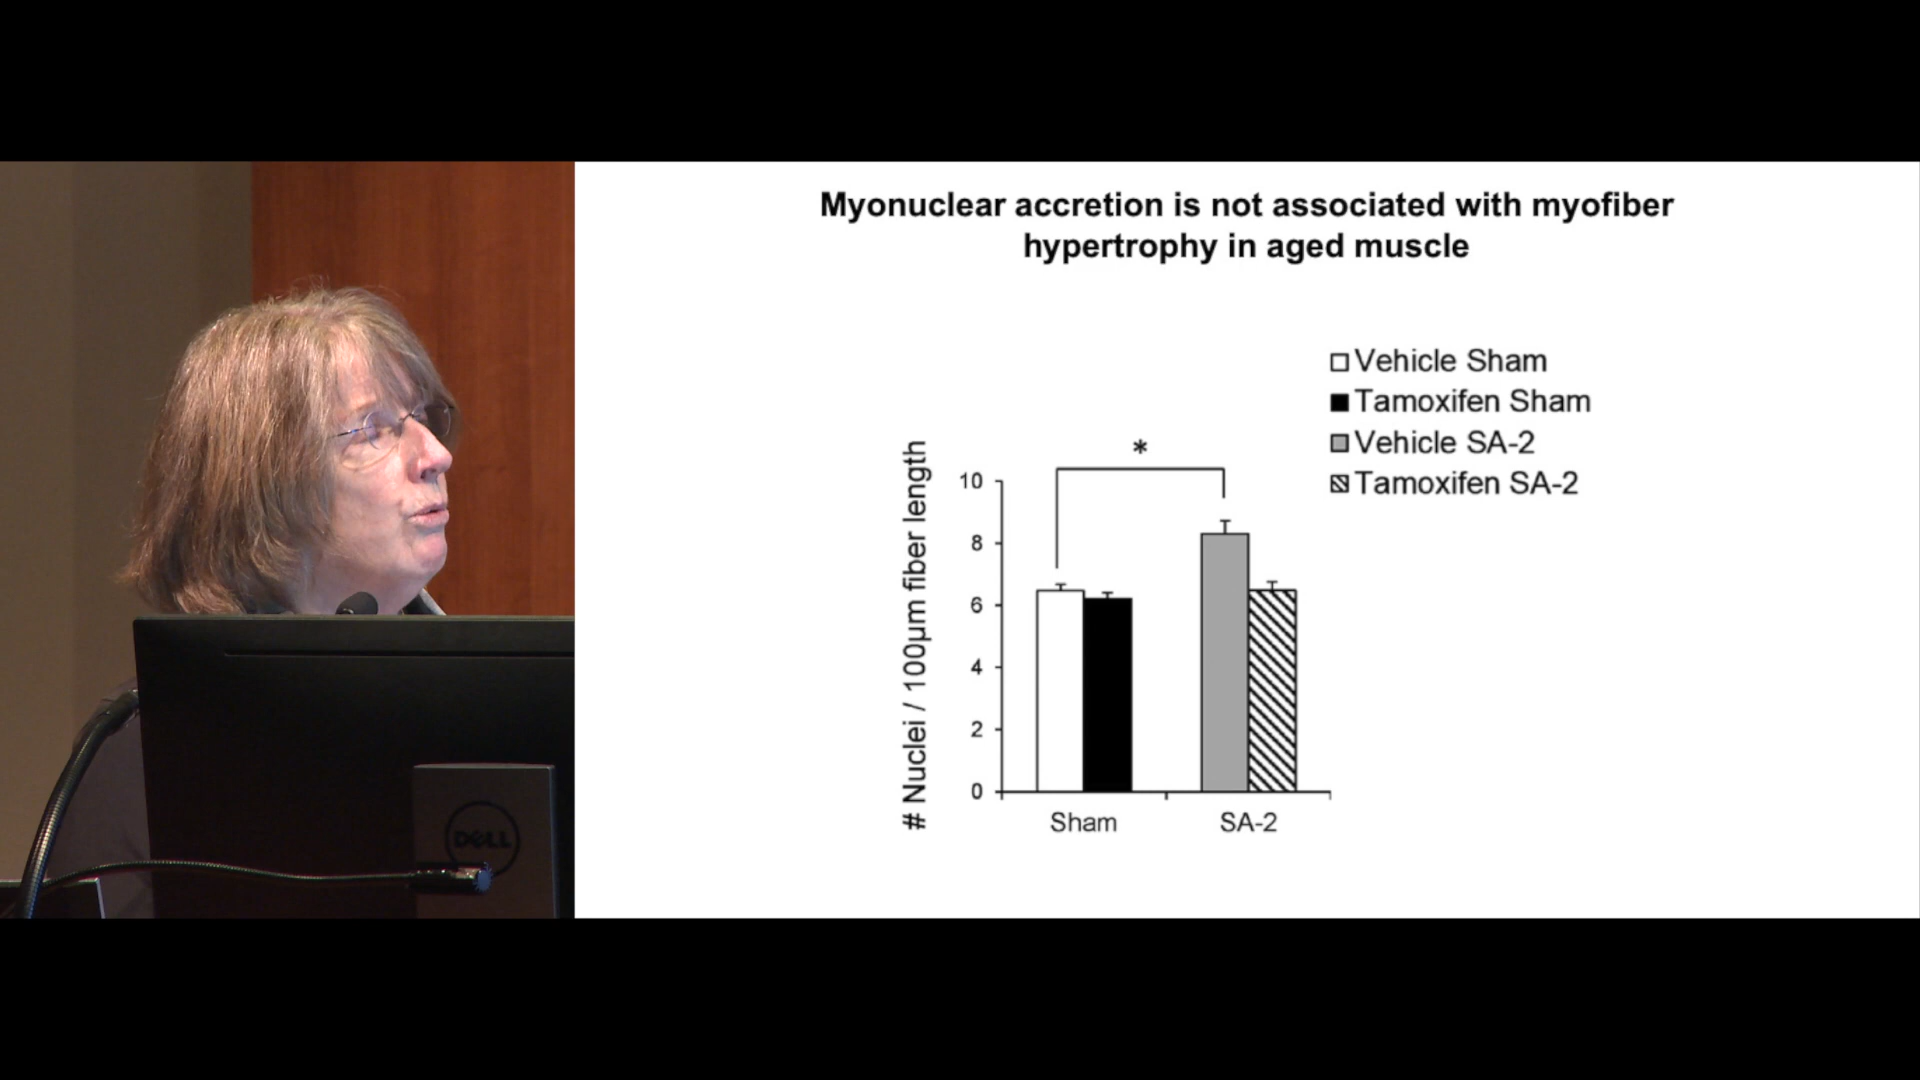 Myonuclear accretion is not associated with myofiber
hypertrophy in aged muscle
Vehicle Sham
Tamoxifen Sham
Vehicle SA-2
Tamoxifen SA-2
*
# Nuclei / 100µm fiber length
10
8
6
4
2
0
Sham
SA-2
DELL